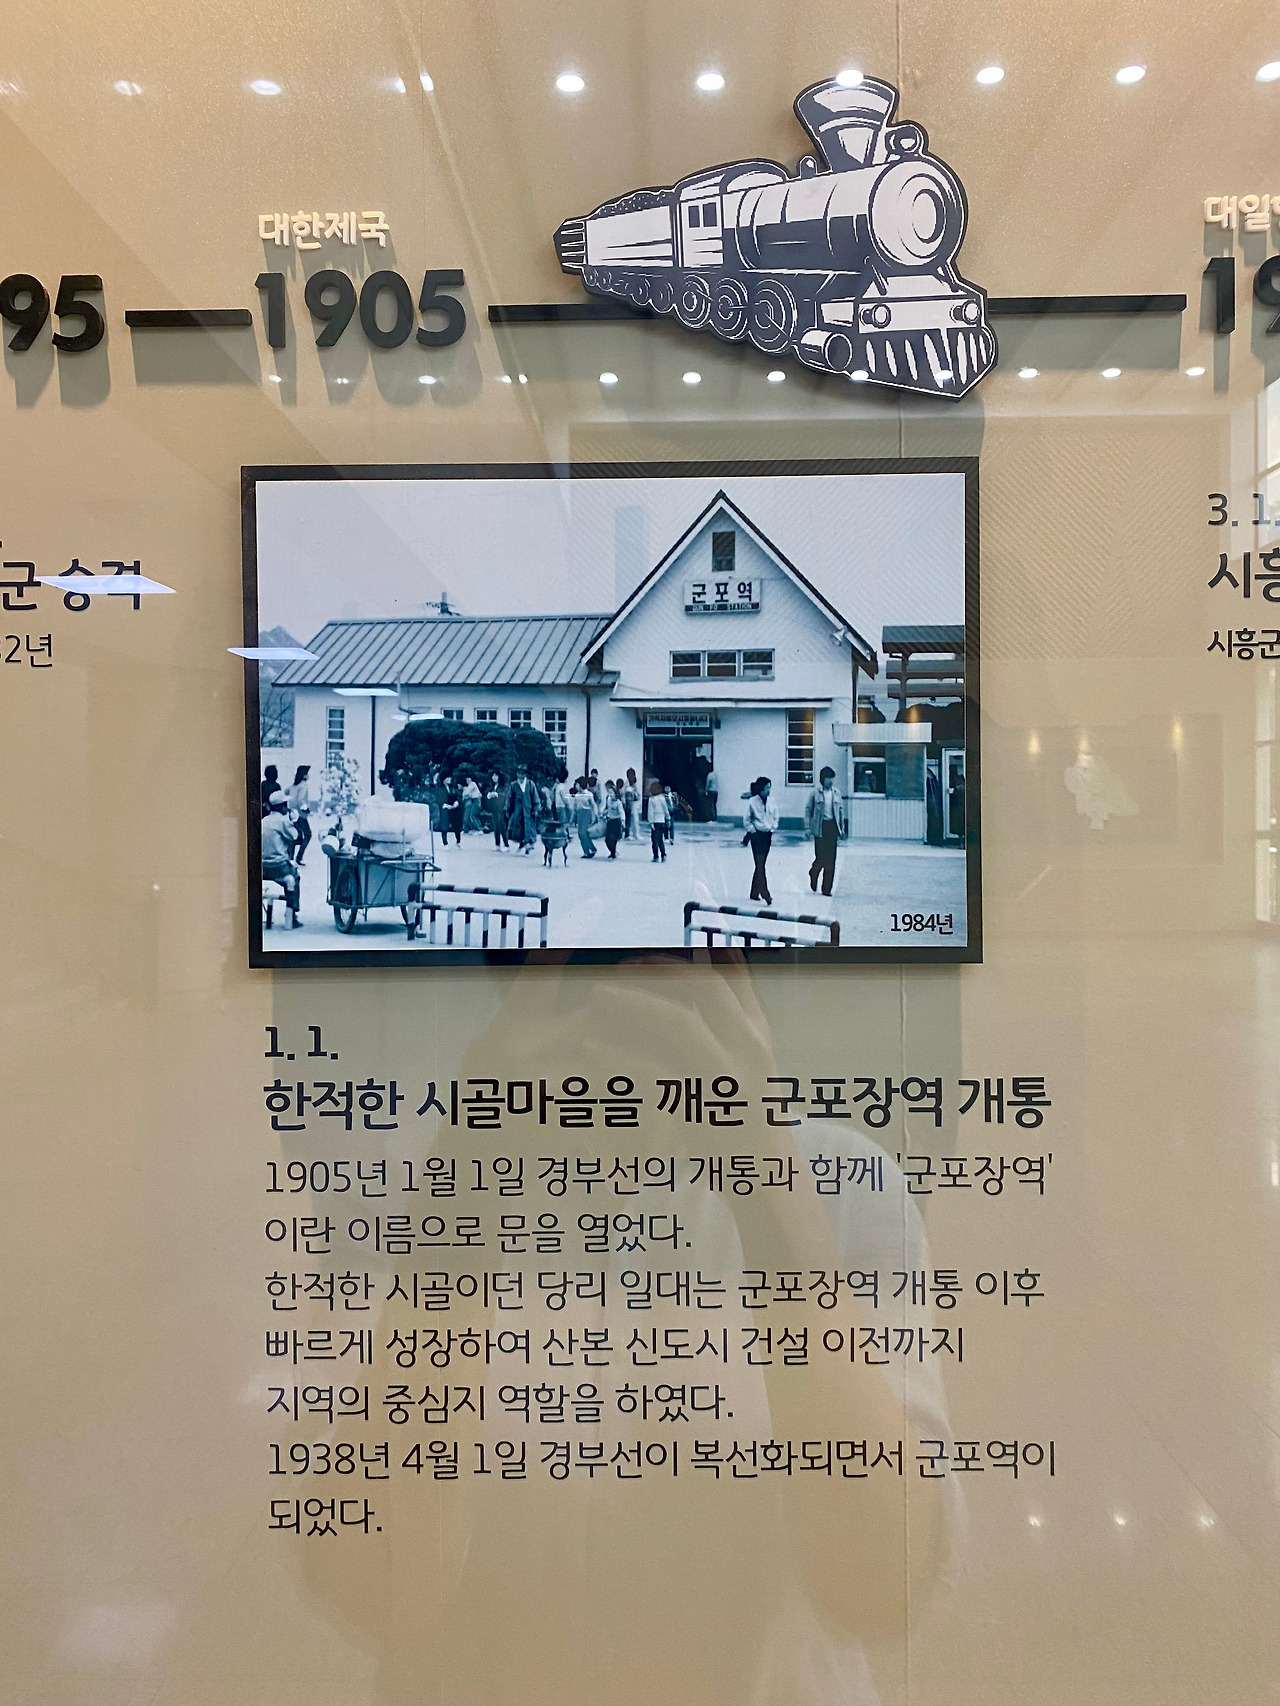 대한제국
95
1905
군 승격
2년
군포역
GUN PO STATION
1984년
3. 1.
시흥
시흥군
1. 1.
한적한 시골마을을 깨운 군포장역 개통
1905년 1월 1일 경부선의 개통과 함께 '군포장역'
이란 이름으로 문을 열었다.
한적한 시골이던 당리 일대는 군포장역 개통 이후
빠르게 성장하여 산본 신도시 건설 이전까지
지역의 중심지 역할을 하였다.
1938년 4월 1일 경부선이 복선화되면서 군포역이
되었다.